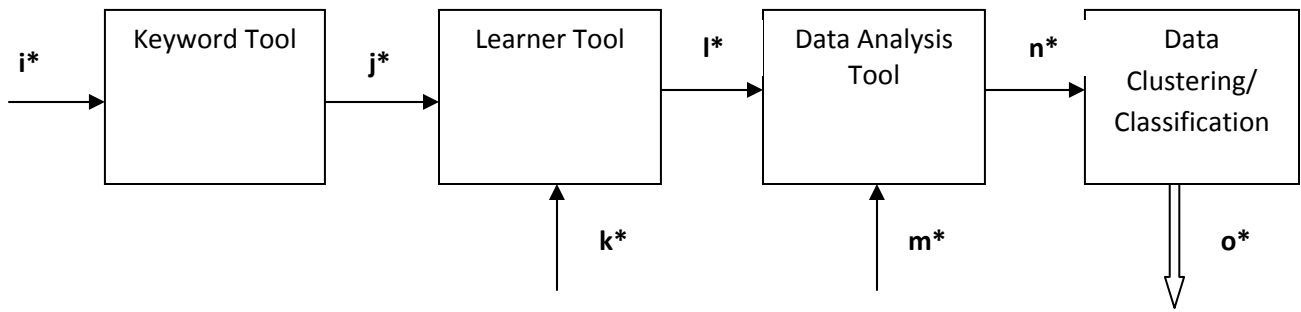 Keyword Tool
Learner Tool
Data Analysis
Tool
Data
Clustering/
Classification
i*
j*
l*
n*
k*
m*
o*